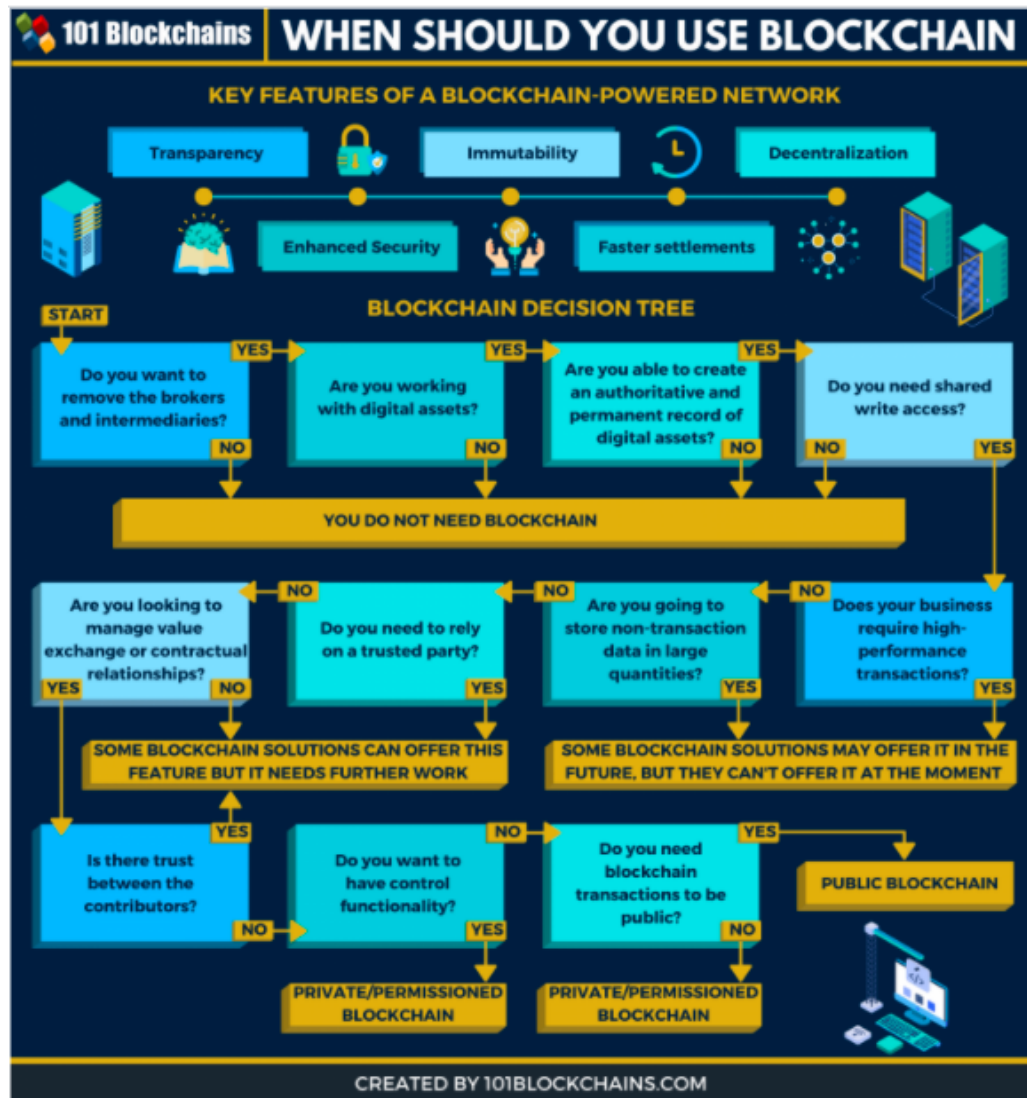 101 Blockchains
WHEN SHOULD YOU USE BLOCKCHAIN
KEY FEATURES OF A BLOCKCHAIN-POWERED NETWORK
Transparency
Immutability
Decentralization
Enhanced Security
Faster settlements
BLOCKCHAIN DECISION TREE
START
Do you want to
remove the brokers
and intermediaries?
YES
NO
Are you working
with digital assets?
YES
NO
Are you able to create
an authoritative and
permanent record of
digital assets?
YES
NO
Do you need shared
write access?
NO
YES
YOU DO NOT NEED BLOCKCHAIN
Does your business
require high-
performance
transactions?
NO
YES
Are you going to
store non-transaction
data in large
quantities?
NO
YES
Do you need to rely
on a trusted party?
NO
YES
Are you looking to
manage value
exchange or contractual
relationships?
YES
NO
SOME BLOCKCHAIN SOLUTIONS CAN OFFER THIS
FEATURE BUT IT NEEDS FURTHER WORK
SOME BLOCKCHAIN SOLUTIONS MAY OFFER IT IN THE
FUTURE, BUT THEY CAN'T OFFER IT AT THE MOMENT
Is there trust
between the
contributors?
YES
NO
Do you want to
have control
functionality?
NO
YES
Do you need
blockchain
transactions to be
public?
YES
NO
PUBLIC BLOCKCHAIN
PRIVATE/PERMISSIONED
BLOCKCHAIN
PRIVATE/PERMISSIONED
BLOCKCHAIN
CREATED BY 101BLOCKCHAINS.COM